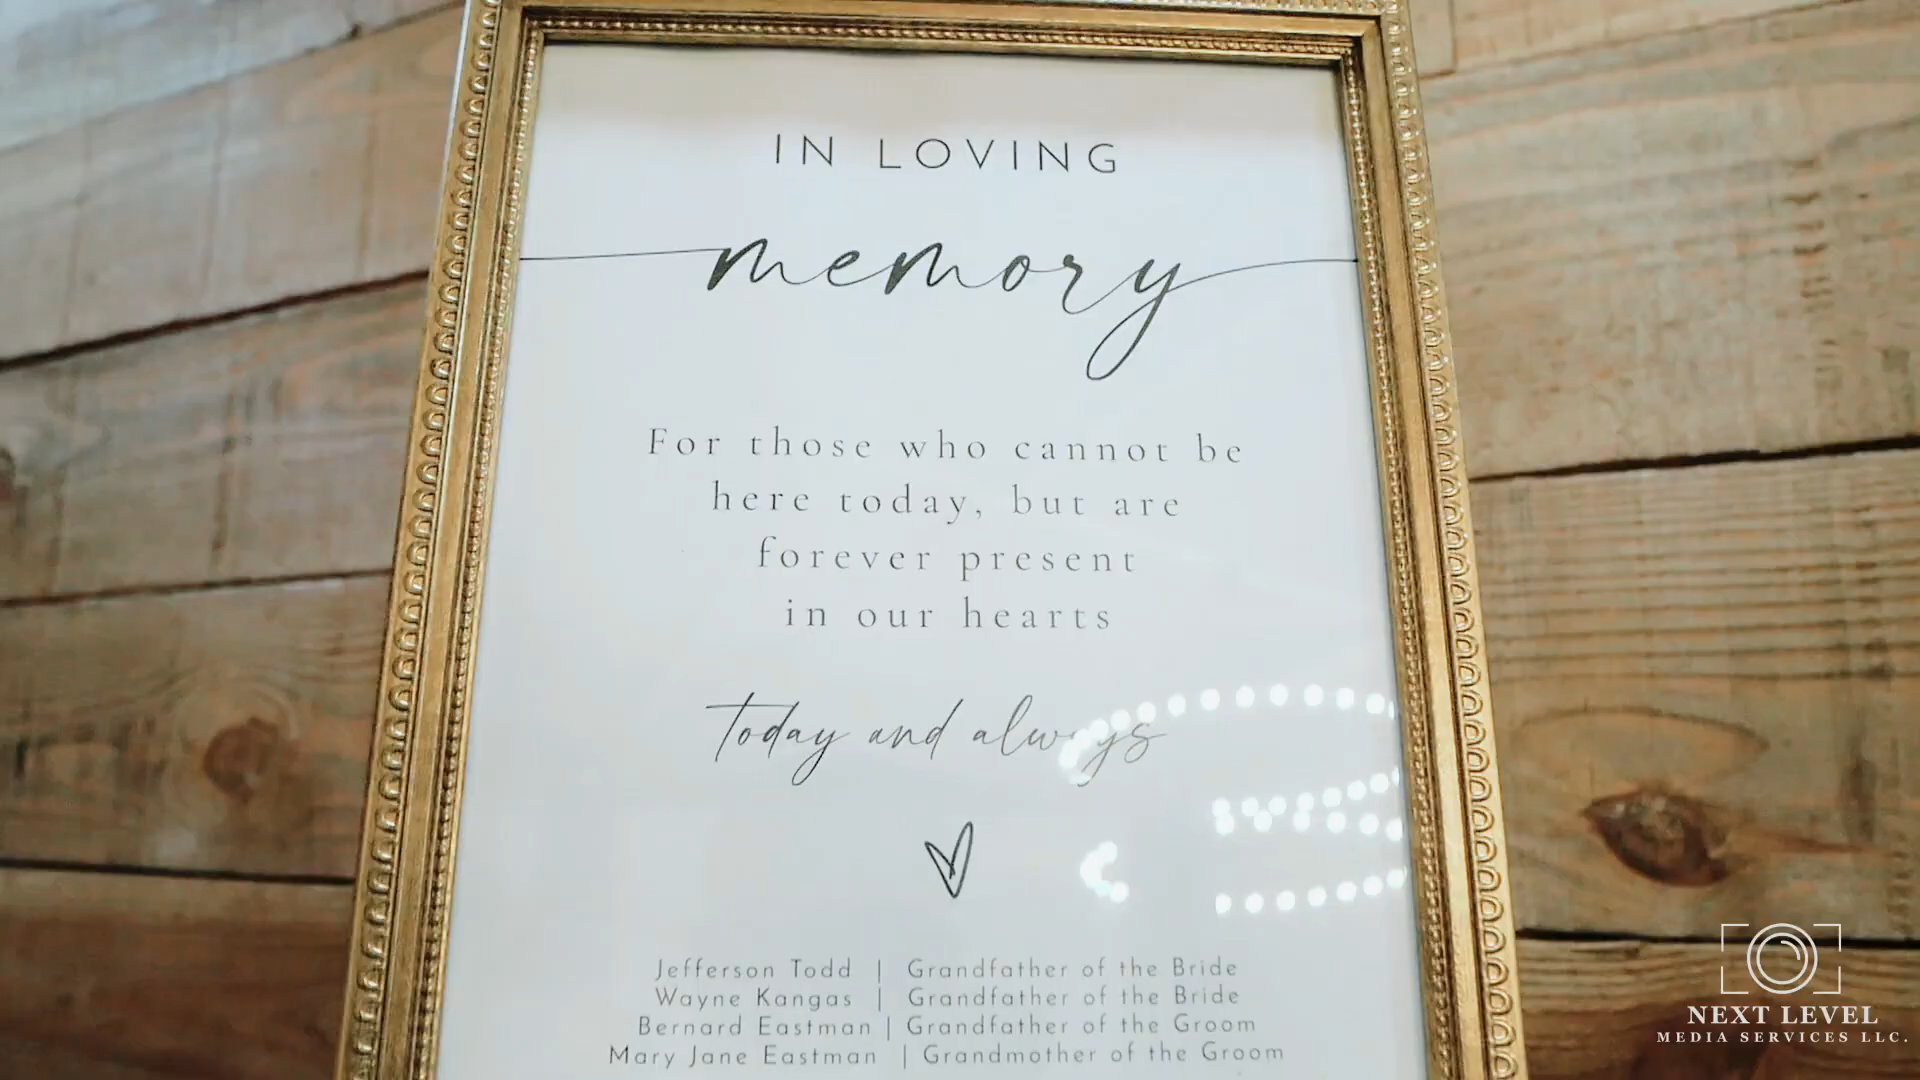 IN LOVING
memory
For those who cannot be
here today, but are
forever present
in our hearts
today and always
Jefferson Todd | Grandfather of the Bride
Wayne Kangas | Grandfather of the Bride
Bernard Eastman | Grandfather of the Groom
Mary Jane Eastman | Grandmother of the Groom
NEXT LEVEL
MEDIA SERVICES LLC.